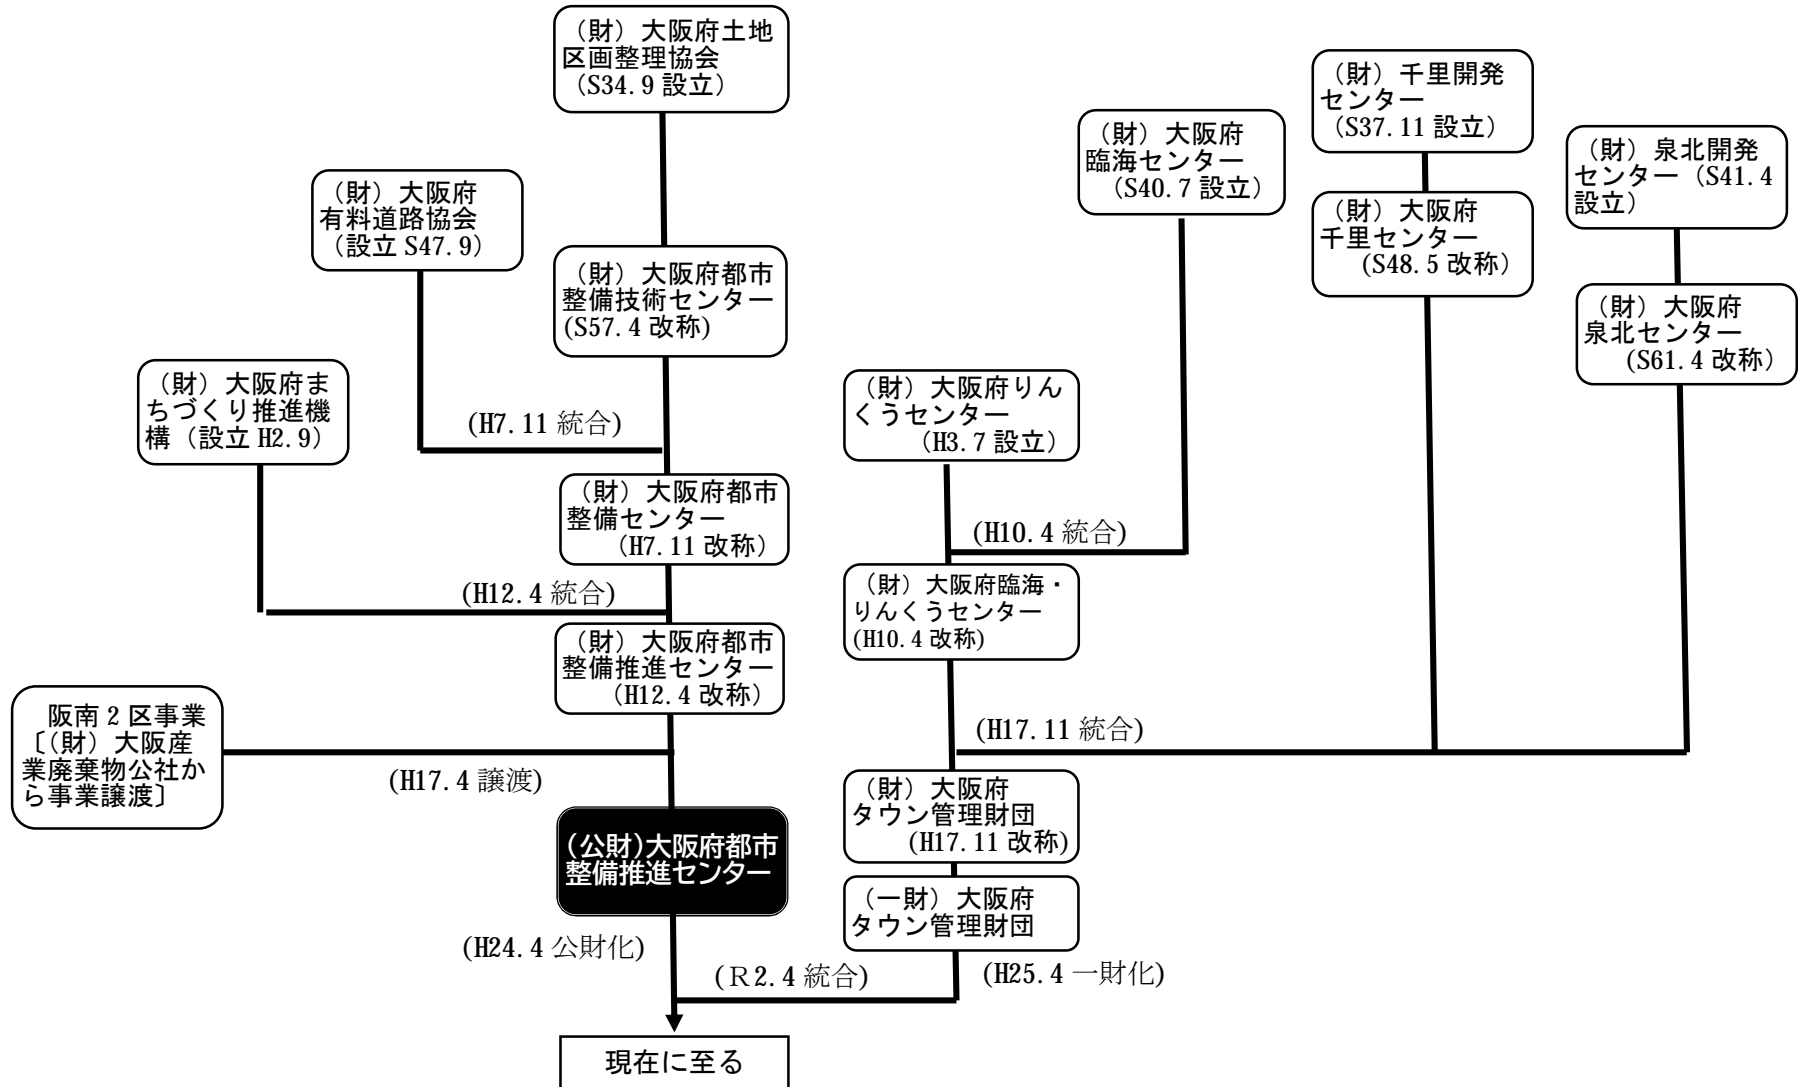 （財）大阪府土地
区画整理協会
（S34.9 設立）
（財）千里開発
センター
（S37.11 設立）
（財）大阪府
臨海センター
（S40.7 設立）
（財）泉北開発
センター（S41.4
設立）
（財）大阪府
有料道路協会
（設立 S47.9）
（財）大阪府
千里センター
(S48.5 改称）
（財）大阪府都市
整備技術センター
(S57.4 改称)
（財）大阪府
泉北センター
(S61.4 改称）
（財）大阪府ま
ちづくり推進機
構（設立 H2.9）
(H7.11 統合)
（財）大阪府りん
くうセンター
（H3.7 設立）
（財）大阪府都市
整備センター
（H7.11 改称）
(H10.4 統合)
(H12.4 統合)
（財）大阪府臨海・
りんくうセンター
(H10.4 改称)
（財）大阪府都市
整備推進センター
（H12.4 改称）
阪南２区事業
〔（財）大阪産
業廃棄物公社か
ら事業譲渡〕
(H17.4 譲渡)
(H17.11 統合)
（財）大阪府
タウン管理財団
（H17.11 改称）
（公財）大阪府都市
整備推進センター
（一財）大阪府
タウン管理財団
(H24.4 公財化)
(Ｒ2.4 統合)
(H25.4 一財化)
現在に至る